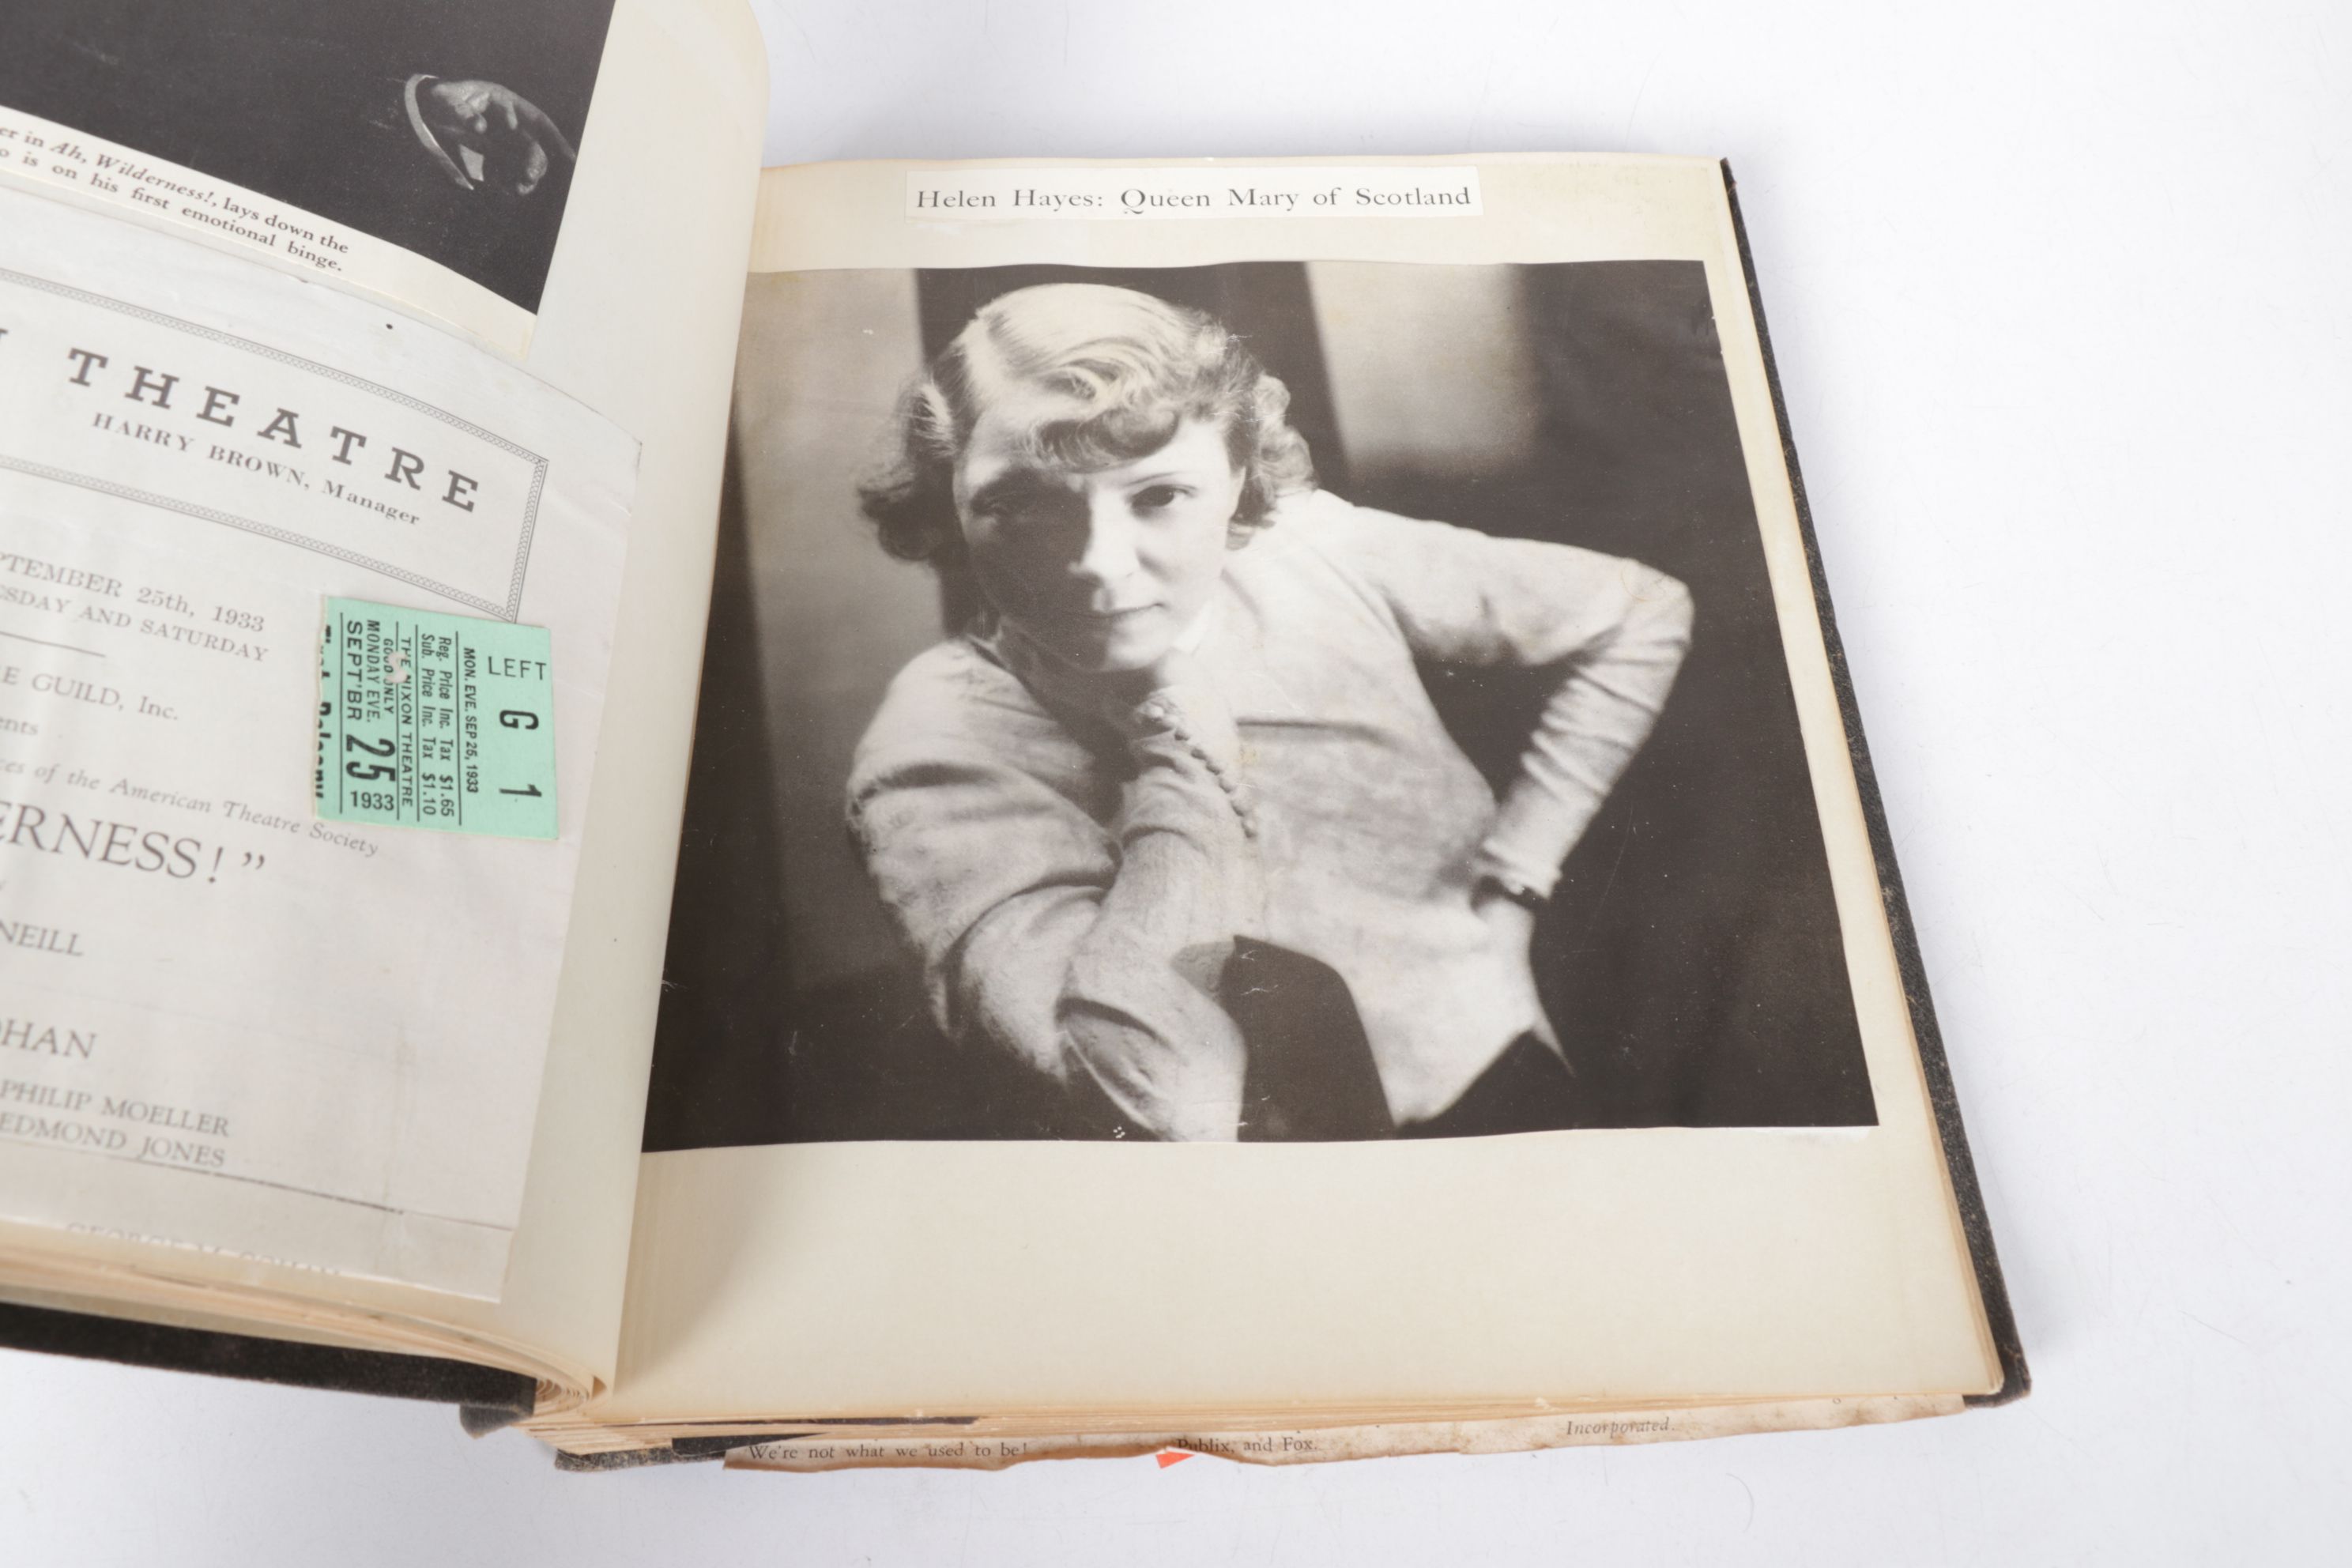 er in Ah, Wilderness!, lays down the
o is on his first emotional binge.
THEATRE
HARRY BROWN, Manager
PTEMBER 25th, 1933
SDAY AND SATURDAY
E GUILD, Inc.
ents
ces of the American Theatre Society
ERNESS!”
NEILL
OHAN
PHILIP MOELLER
EDMOND JONES
LEFT
G 1
MON. EVE. SEP 25, 1933
Reg. Price Inc. Tax $1.65
Sub. Price Inc. Tax $1.10
THE NIXON THEATRE
GOOD ONLY
MONDAY EVE.
SEPT'BR 25 1933
Helen Hayes: Queen Mary of Scotland
We're not what we used to be!
Publix, and Fox.
Incorporated.